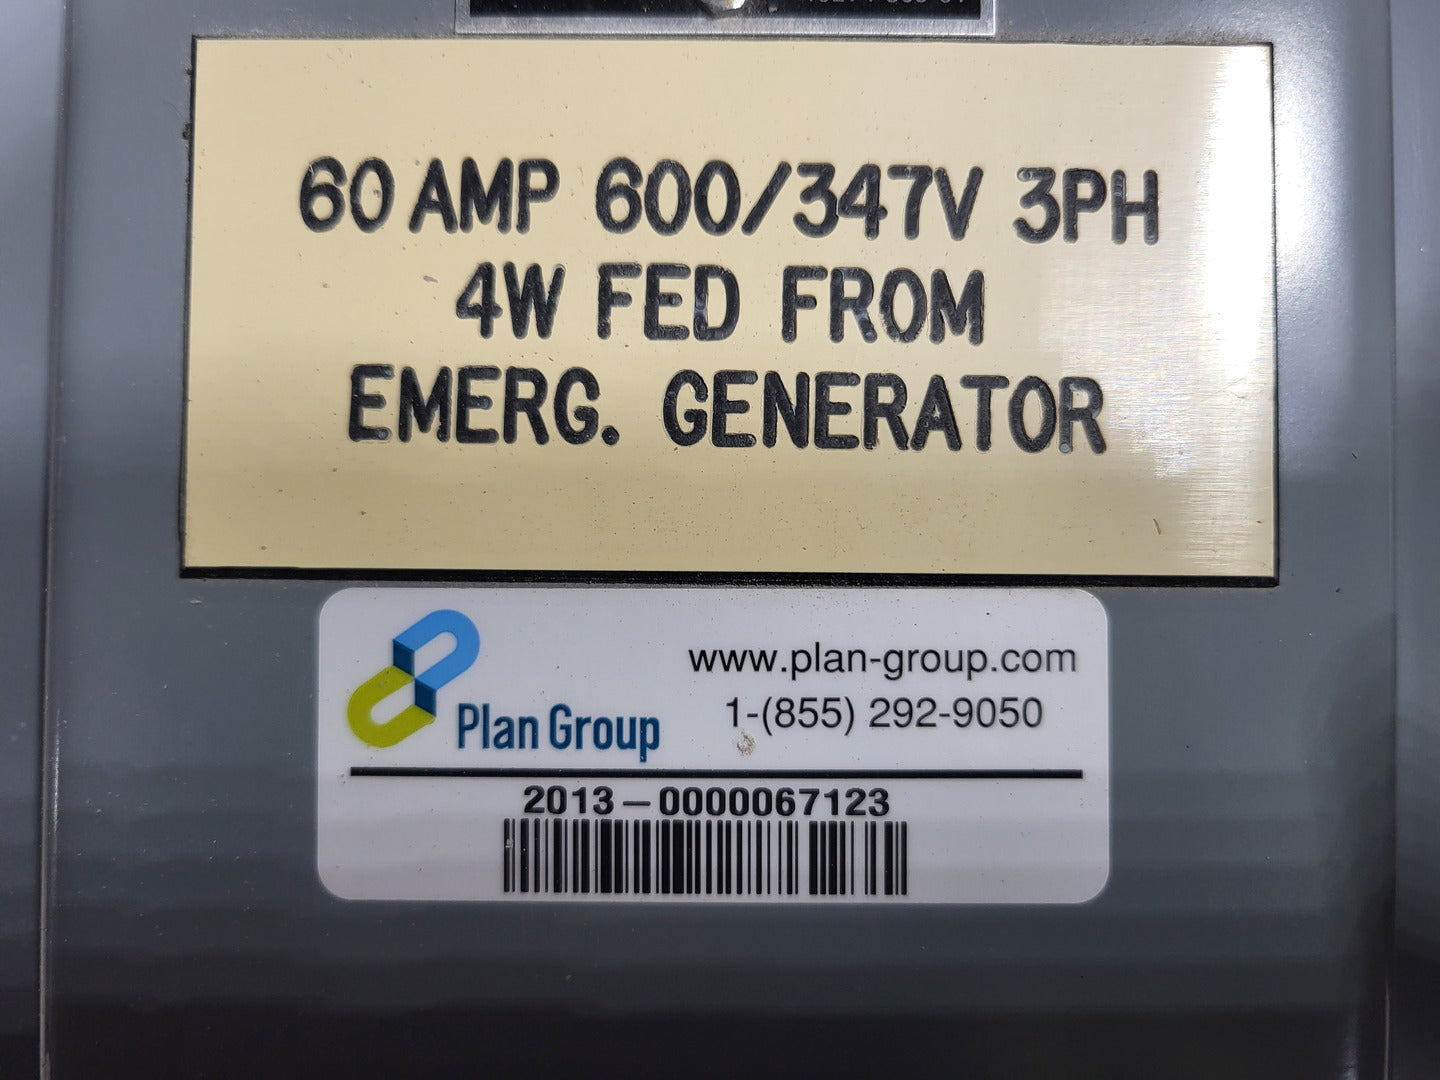 60 AMP 600/347V 3PH
4W FED FROM
EMERG. GENERATOR
Plan Group
www.plan-group.com
1-(855) 292-9050
2013-0000067123